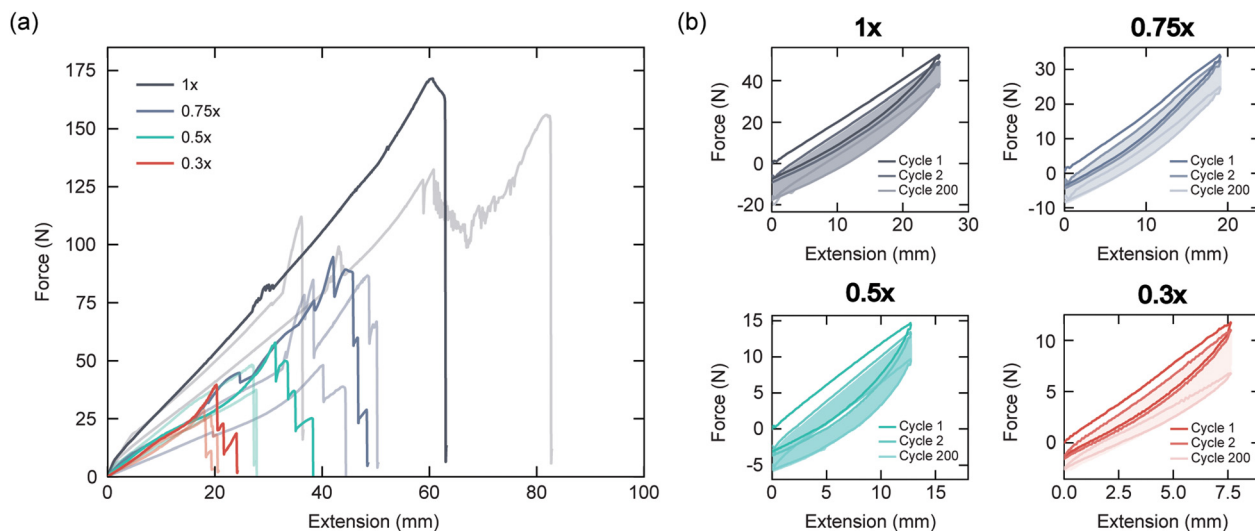 (a)
Force (N)
175
150
125
100
75
50
25
0
1x
0.75x
0.5x
0.3x
0
20
40
60
80
100
Extension (mm)
(b)
1x
Force (N)
40
20
0
-20
Cycle 1
Cycle 2
Cycle 200
0
10
20
30
Extension (mm)
0.75x
Force (N)
30
20
10
0
-10
Cycle 1
Cycle 2
Cycle 200
0
10
20
Extension (mm)
0.5x
Force (N)
15
10
5
0
-5
Cycle 1
Cycle 2
Cycle 200
0
5
10
15
Extension (mm)
0.3x
Force (N)
10
5
0
Cycle 1
Cycle 2
Cycle 200
0.0
2.5
5.0
7.5
Extension (mm)